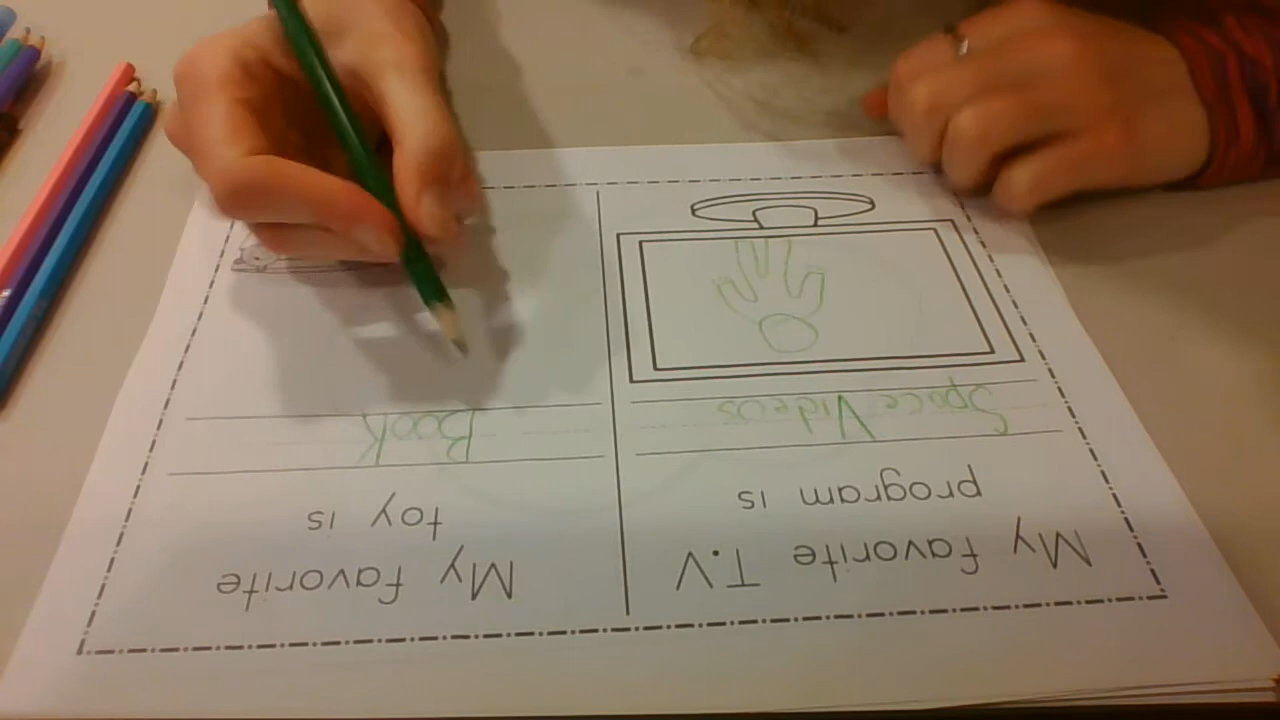 My favorite T.V
program is
Space Videos
My favorite
toy is
Book